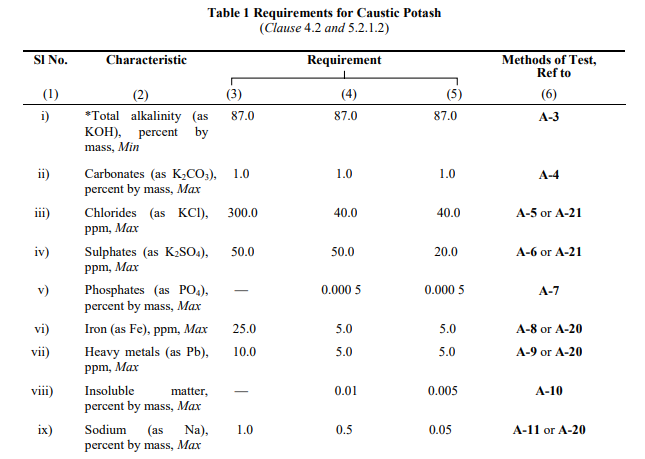 Table 1 Requirements for Caustic Potash
(Clause 4.2 and 5.2.1.2)
Sl No. Characteristic Requirement Methods of Test,
Ref to
(1) (2) (3) (4) (5) (6)
i) *Total alkalinity (as 87.0 87.0 87.0 A-3
KOH), percent by
mass, Min
ii) Carbonates (as K₂CO₃), 1.0 1.0 1.0 A-4
percent by mass, Max
iii) Chlorides (as KCl), 300.0 40.0 40.0 A-5 or A-21
ppm, Max
iv) Sulphates (as K₂SO₄), 50.0 50.0 20.0 A-6 or A-21
ppm, Max
v) Phosphates (as PO₄), — 0.000 5 0.000 5 A-7
percent by mass, Max
vi) Iron (as Fe), ppm, Max 25.0 5.0 5.0 A-8 or A-20
vii) Heavy metals (as Pb), 10.0 5.0 5.0 A-9 or A-20
ppm, Max
viii) Insoluble matter, — 0.01 0.005 A-10
percent by mass, Max
ix) Sodium (as Na), 1.0 0.5 0.05 A-11 or A-20
percent by mass, Max